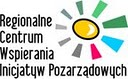 Regionalne
Centrum
Wspierania
Inicjatyw Pozarządowych